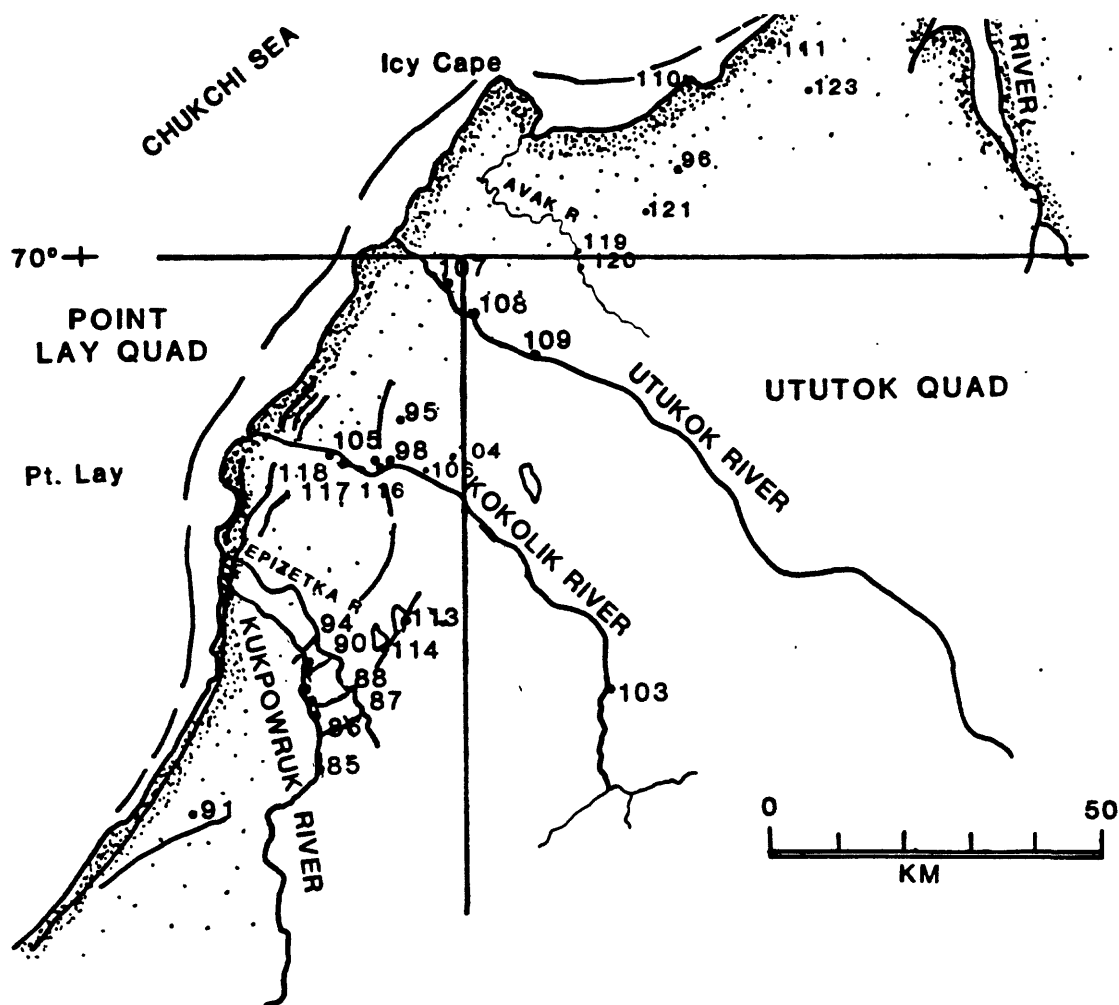 CHUKCHI SEA
Icy Cape
110
111
123
RIVER
96
AVAK R
121
70°
119
120
107
108
109
POINT
LAY QUAD
UTUKOK RIVER
UTUTOK QUAD
95
105
98
104
106
Pt. Lay
118
117
116
KOKOLIK RIVER
EPIZETKA R
94
113
90
114
KUKPOWRUK RIVER
88
87
103
85
91
0
50
KM